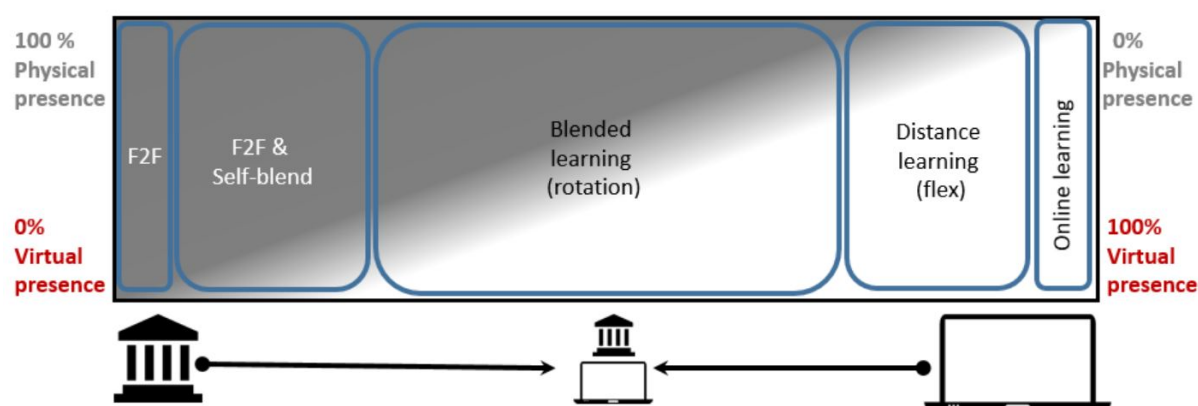 100 %
Physical
presence
0%
Virtual
presence
F2F
F2F &
Self-blend
Blended
learning
(rotation)
Distance
learning
(flex)
Online learning
0%
Physical
presence
100%
Virtual
presence